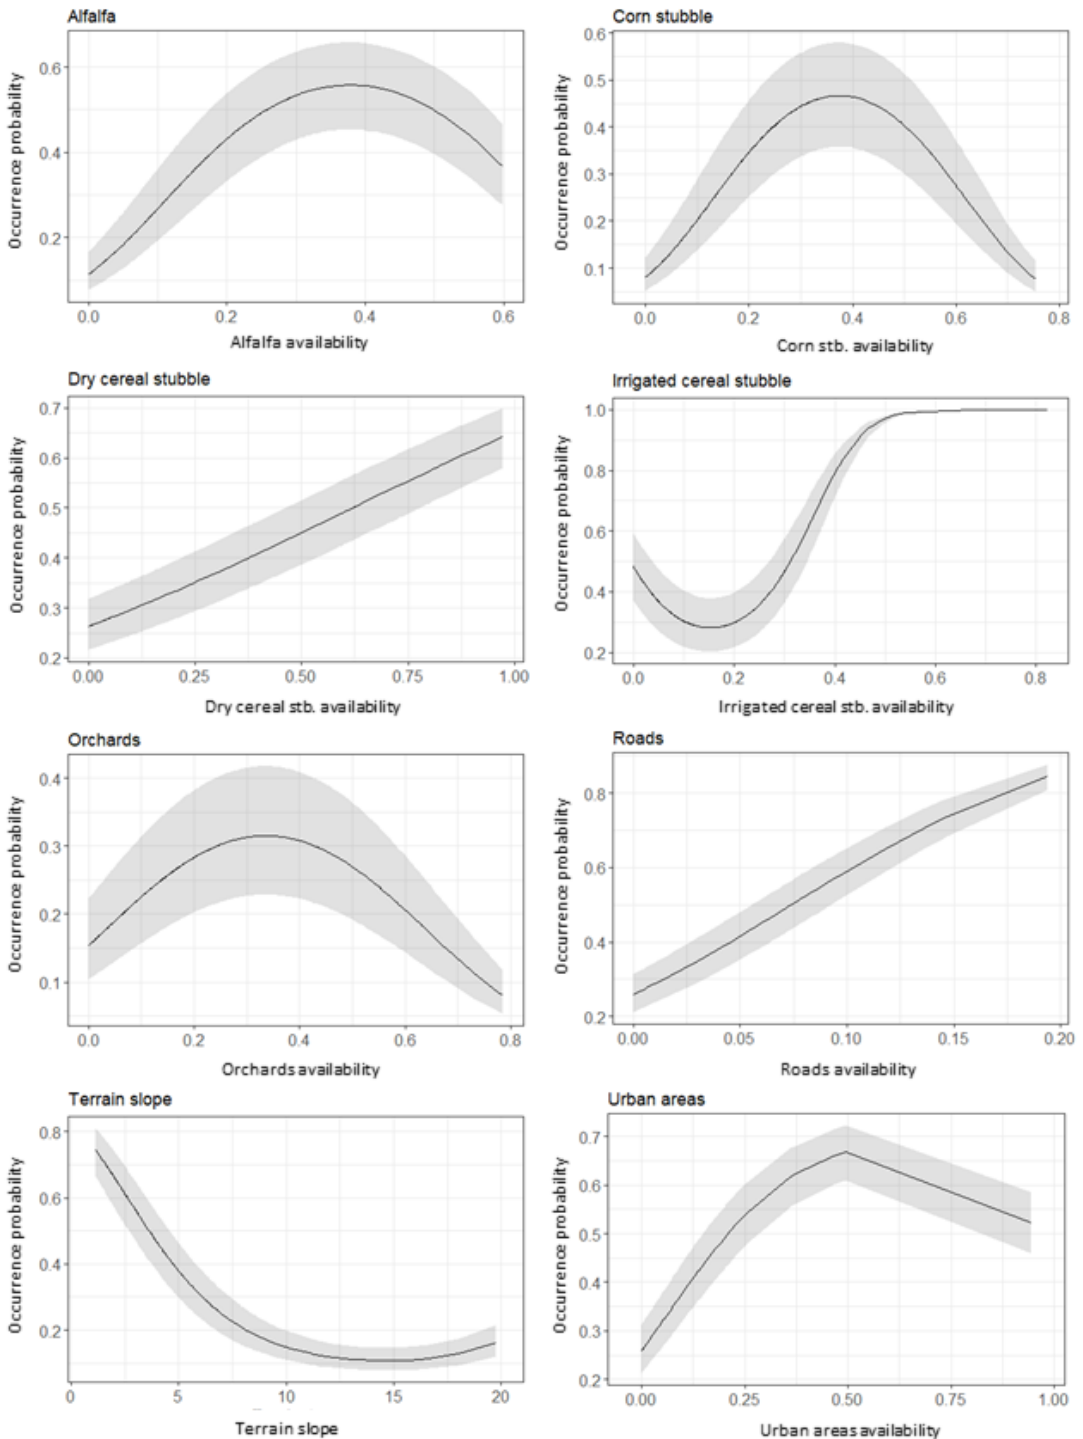 Alfalfa
Occurrence probability
0.6
0.4
0.2
0.0 0.2 0.4 0.6
Alfalfa availability
Corn stubble
Occurrence probability
0.6
0.5
0.4
0.3
0.2
0.1
0.0 0.2 0.4 0.6 0.8
Corn stb. availability
Dry cereal stubble
Occurrence probability
0.7
0.6
0.5
0.4
0.3
0.2
0.00 0.25 0.50 0.75 1.00
Dry cereal stb. availability
Irrigated cereal stubble
Occurrence probability
1.0
0.8
0.6
0.4
0.2
0.0 0.2 0.4 0.6 0.8
Irrigated cereal stb. availability
Orchards
Occurrence probability
0.4
0.3
0.2
0.1
0.0 0.2 0.4 0.6 0.8
Orchards availability
Roads
Occurrence probability
0.8
0.6
0.4
0.2
0.00 0.05 0.10 0.15 0.20
Roads availability
Terrain slope
Occurrence probability
0.8
0.6
0.4
0.2
0 5 10 15 20
Terrain slope
Urban areas
Occurrence probability
0.7
0.6
0.5
0.4
0.3
0.2
0.00 0.25 0.50 0.75 1.00
Urban areas availability